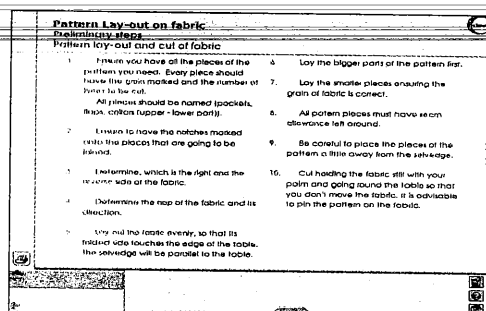 Pattern Lay-out on fabric
Preliminary steps
Pattern lay-out and cut of fabric
1 Ensure you have all the pieces of the
pattern you need. Every piece should
have the grain marked and the number of
to be cut.
All pieces should be named (pockets,
flaps, collon (upper - lower part)).
2 Ensure to have the notches marked
onto the places that are going to be
joined.
3 Determine, which is the right and the
reverse side of the fabric.
4 Determine the nap of the fabric and its
direction.
5 Lay out the fabric evenly, so that its
folded side touches the edge of the table.
The selvedge will be parallel to the table.
6 Lay the bigger parts of the pattern first.
7. Lay the smaller pieces ensuring the
grain of fabric is correct.
8. All patern pieces must have seam
allowance left around.
9. Be careful to place the pieces of the
pattern a little away from the selvedge.
10. Cut holding the fabric still with your
palm and going round the table so that
you don't move the fabric. It is advisable
to pin the pattern on the fabric.